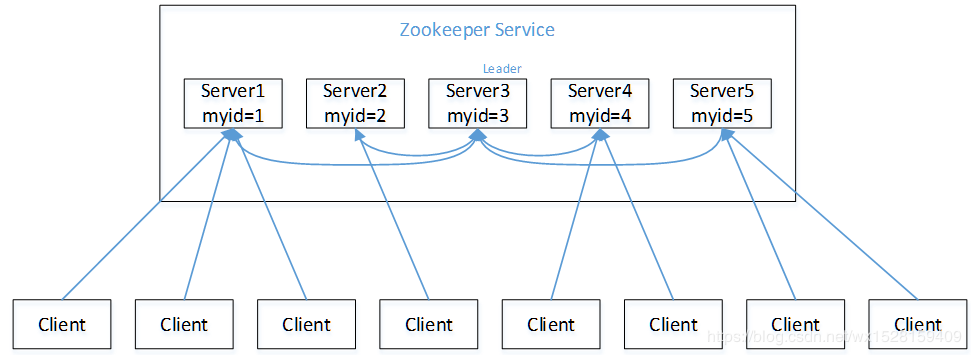 Zookeeper Service
Leader
Server1
myid=1
Server2
myid=2
Server3
myid=3
Server4
myid=4
Server5
myid=5
Client
Client
Client
Client
Client
Client
Client
Client
https://blog.csdn.net/wx1528159409